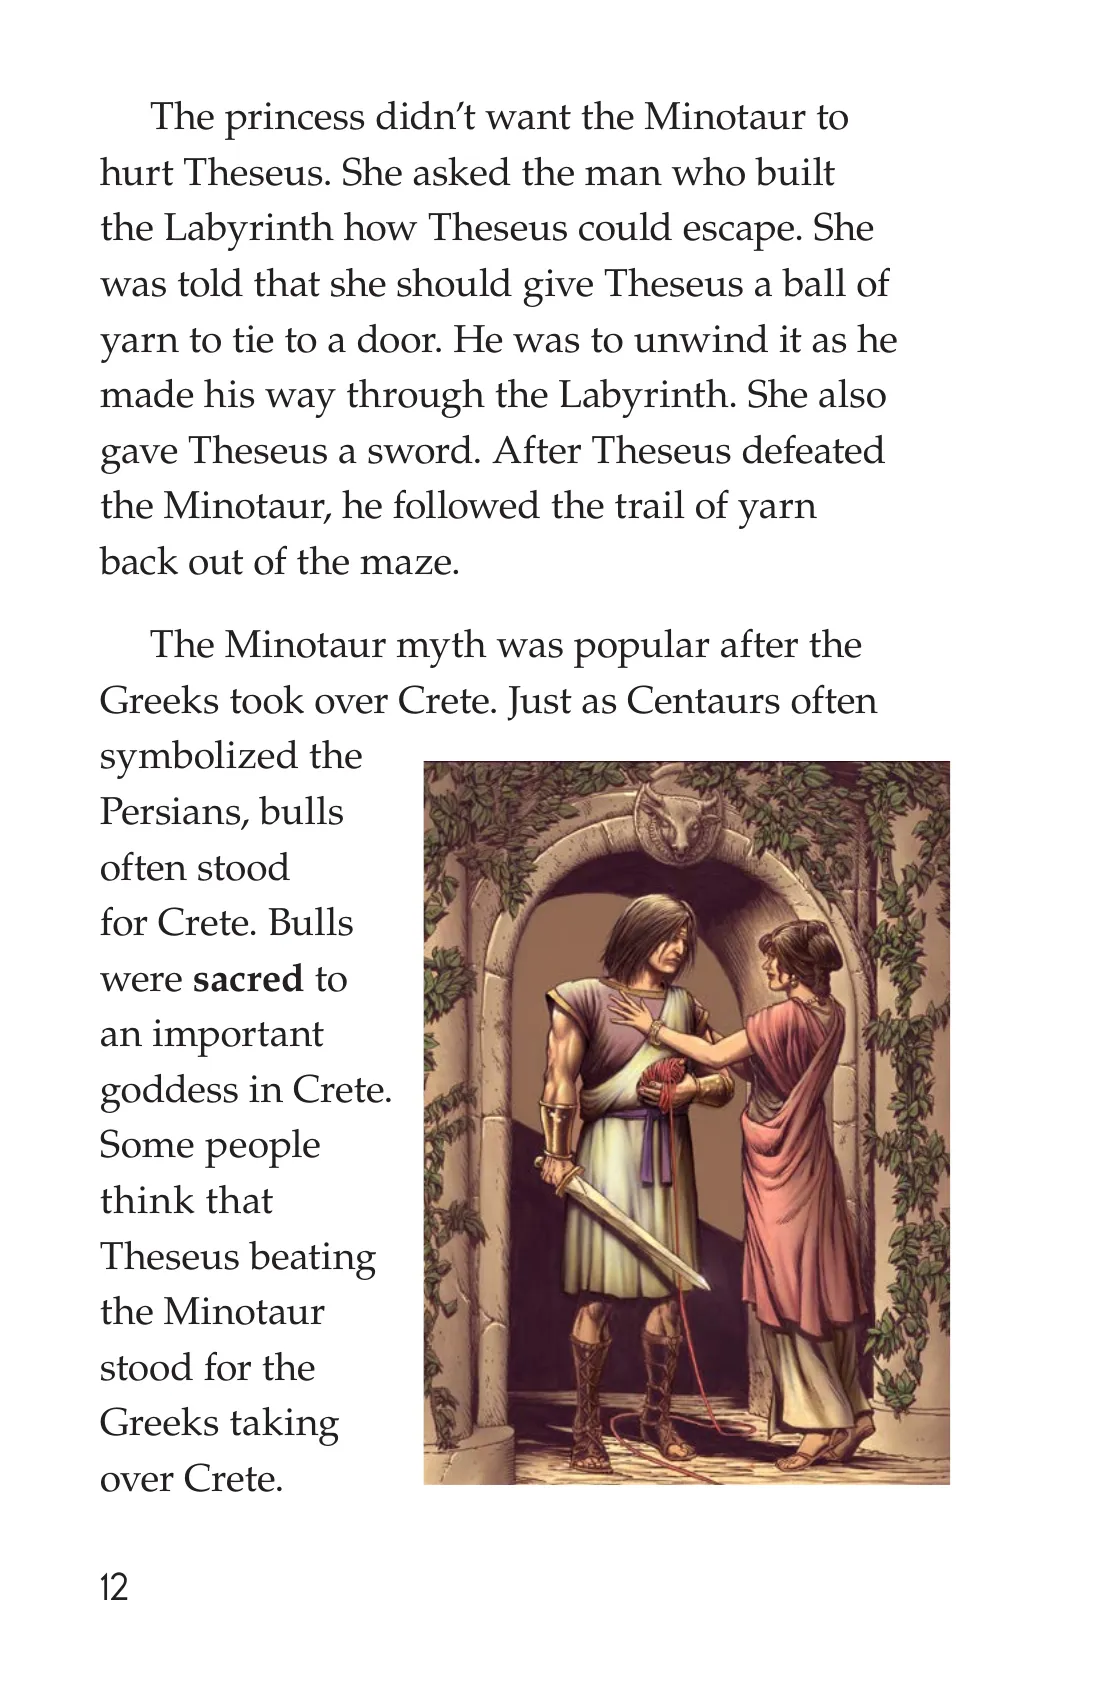 The princess didn’t want the Minotaur to
hurt Theseus. She asked the man who built
the Labyrinth how Theseus could escape. She
was told that she should give Theseus a ball of
yarn to tie to a door. He was to unwind it as he
made his way through the Labyrinth. She also
gave Theseus a sword. After Theseus defeated
the Minotaur, he followed the trail of yarn
back out of the maze.
The Minotaur myth was popular after the
Greeks took over Crete. Just as Centaurs often
symbolized the
Persians, bulls
often stood
for Crete. Bulls
were sacred to
an important
goddess in Crete.
Some people
think that
Theseus beating
the Minotaur
stood for the
Greeks taking
over Crete.
12